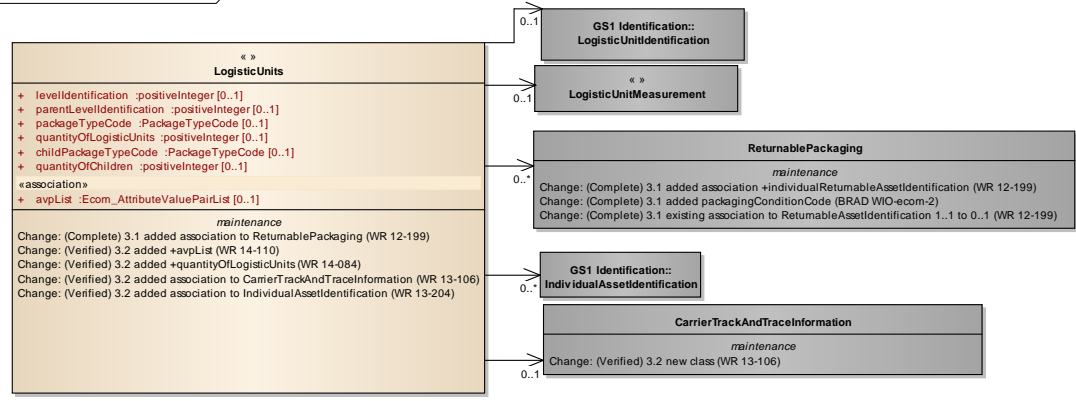 « »
LogisticUnits
+ levelIdentification :positiveInteger [0..1]
+ parentLevelIdentification :positiveInteger [0..1]
+ packageTypeCode :PackageTypeCode [0..1]
+ quantityOfLogisticUnits :positiveInteger [0..1]
+ childPackageTypeCode :PackageTypeCode [0..1]
+ quantityOfChildren :positiveInteger [0..1]
«association»
+ avpList :Ecom_AttributeValuePairList [0..1]
maintenance
Change: (Complete) 3.1 added association to ReturnablePackaging (WR 12-199)
Change: (Verified) 3.2 added +avpList (WR 14-110)
Change: (Verified) 3.2 added +quantityOfLogisticUnits (WR 14-084)
Change: (Verified) 3.2 added association to CarrierTrackAndTraceInformation (WR 13-106)
Change: (Verified) 3.2 added association to IndividualAssetIdentification (WR 13-204)
0..1
GS1 Identification::
LogisticUnitIdentification
0..1
« »
LogisticUnitMeasurement
0..*
ReturnablePackaging
maintenance
Change: (Complete) 3.1 added association +individualReturnableAssetIdentification (WR 12-199)
Change: (Complete) 3.1 added packagingConditionCode (BRAD WIO-ecom-2)
Change: (Complete) 3.1 existing association to ReturnableAssetIdentification 1..1 to 0..1 (WR 12-199)
0..*
GS1 Identification::
IndividualAssetIdentification
0..1
CarrierTrackAndTraceInformation
maintenance
Change: (Verified) 3.2 new class (WR 13-106)